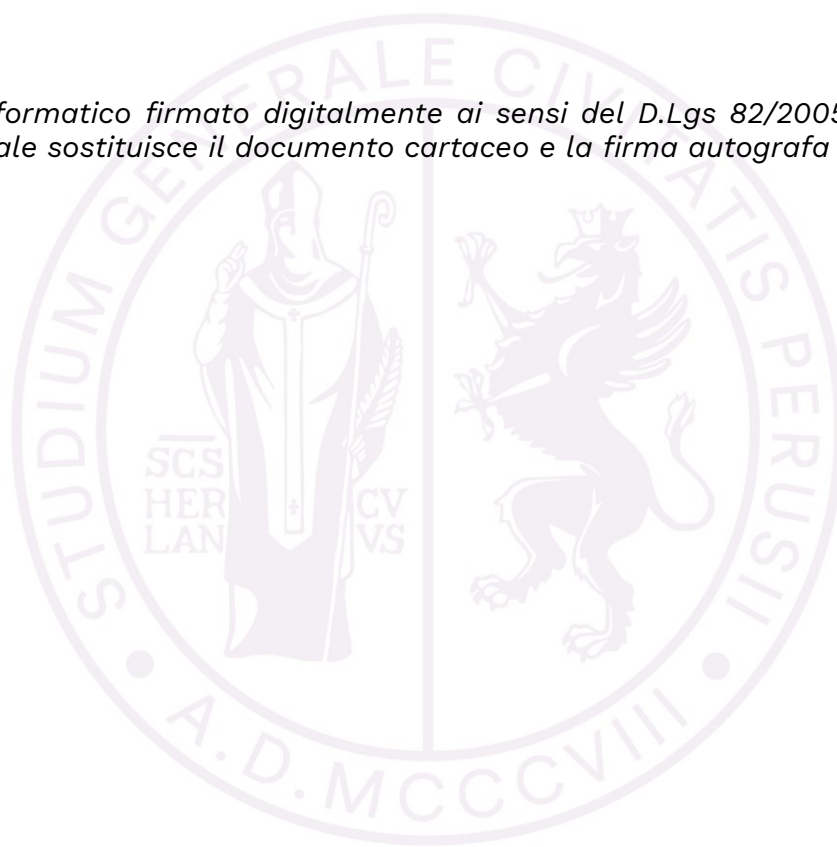 formatico firmato digitalmente ai sensi del D.Lgs 82/2005
ale sostituisce il documento cartaceo e la firma autografa
STUDIUM GENERALE CIVITATIS PERUSII
SCS
HER CV
LAN VS
A.D. MCCCVIII